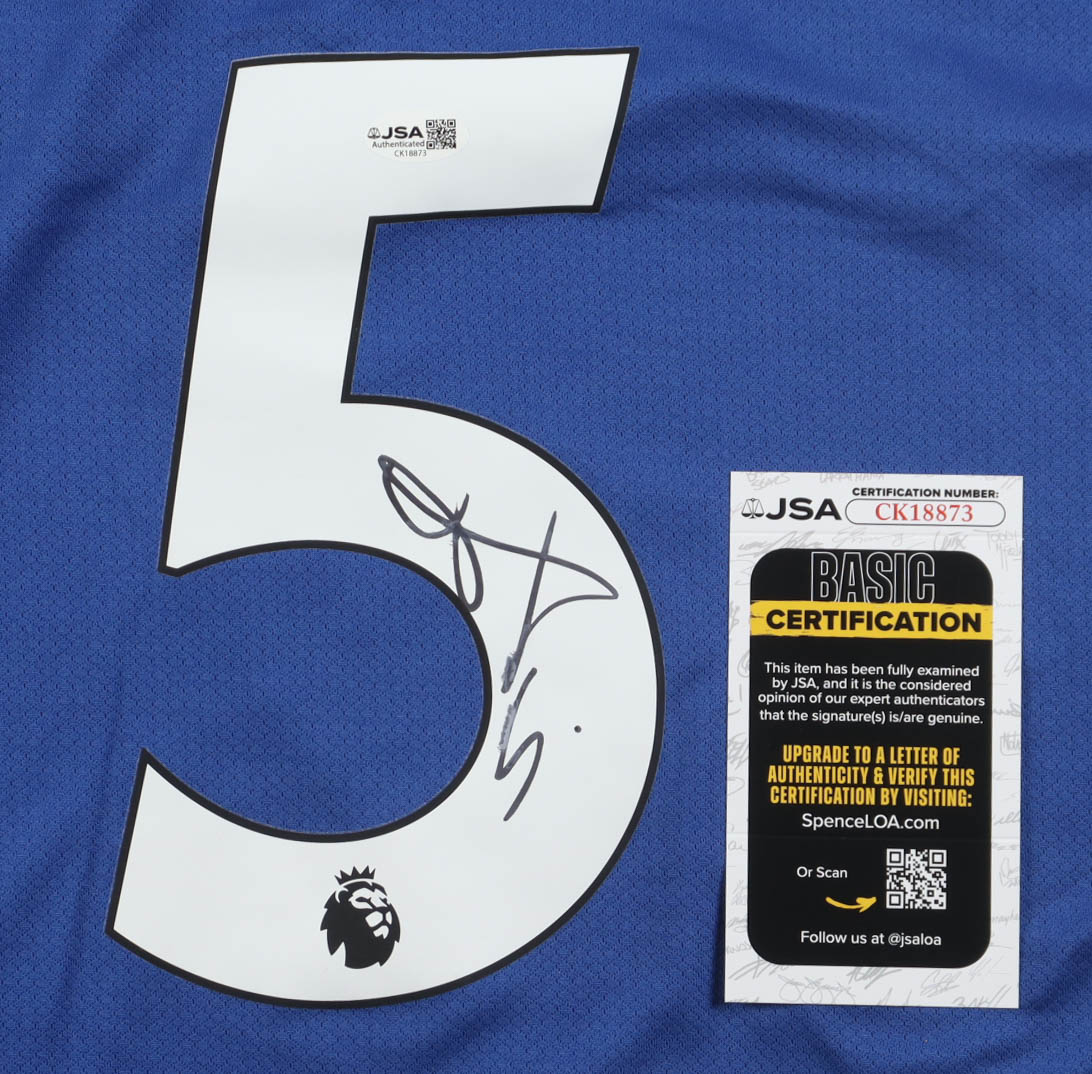 5
JSA
Authenticated
CK18873
JSA
CERTIFICATION NUMBER:
CK18873
BASIC
CERTIFICATION
This item has been fully examined
by JSA, and it is the considered
opinion of our expert authenticators
that the signature(s) is/are genuine.
UPGRADE TO A LETTER OF
AUTHENTICITY & VERIFY THIS
CERTIFICATION BY VISITING:
SpenceLOA.com
Or Scan
Follow us at @jsaloa